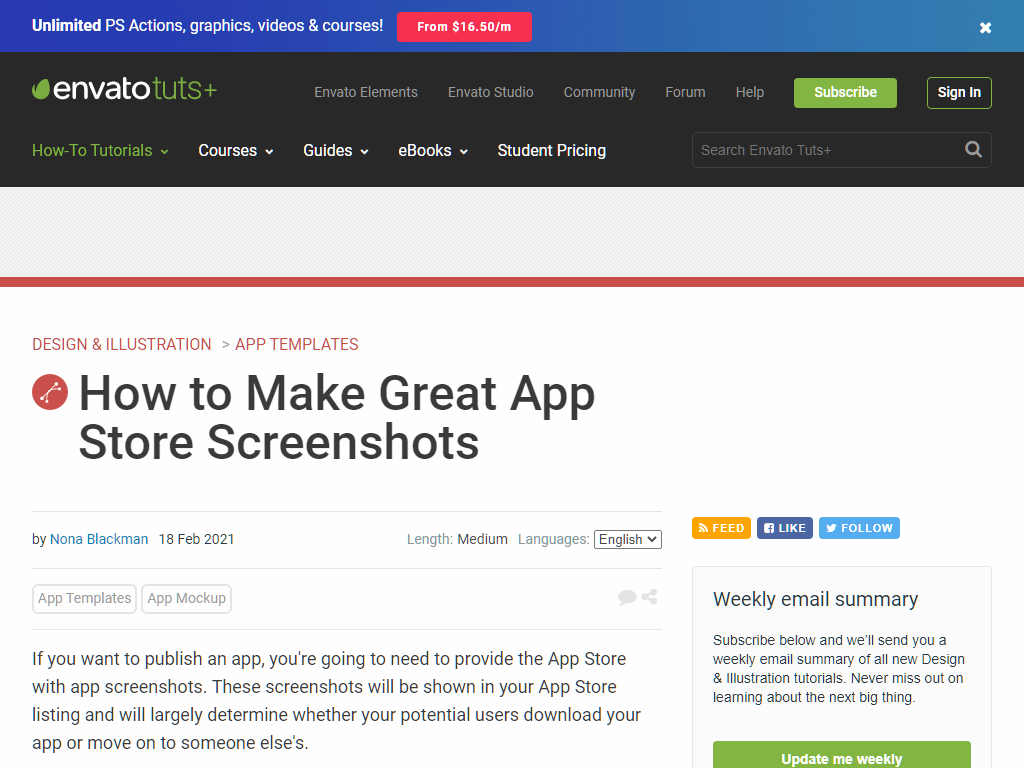 Unlimited PS Actions, graphics, videos & courses! From $16.50/m
envatotuts+ Envato Elements Envato Studio Community Forum Help Subscribe Sign In
How-To Tutorials Courses Guides eBooks Student Pricing Search Envato Tuts+
DESIGN & ILLUSTRATION > APP TEMPLATES
How to Make Great App
Store Screenshots
by Nona Blackman 18 Feb 2021 Length: Medium Languages: English
App Templates App Mockup
If you want to publish an app, you're going to need to provide the App Store
with app screenshots. These screenshots will be shown in your App Store
listing and will largely determine whether your potential users download your
app or move on to someone else's.
FEED LIKE FOLLOW
Weekly email summary
Subscribe below and we'll send you a
weekly email summary of all new Design
& Illustration tutorials. Never miss out on
learning about the next big thing.
Update me weekly